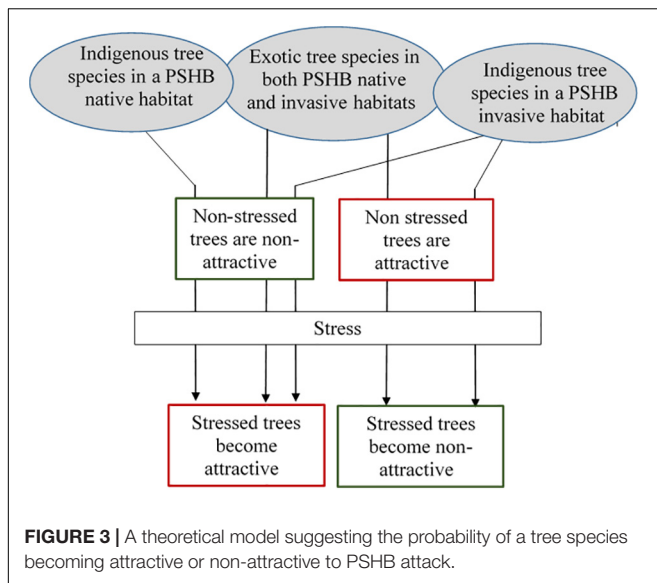 Indigenous tree
species in a PSHB
native habitat
Exotic tree species in
both PSHB native
and invasive habitats
Indigenous tree
species in a PSHB
invasive habitat
Non-stressed
trees are non-
attractive
Non stressed
trees are
attractive
Stress
Stressed trees
become
attractive
Stressed trees
become non-
attractive
FIGURE 3 | A theoretical model suggesting the probability of a tree species
becoming attractive or non-attractive to PSHB attack.